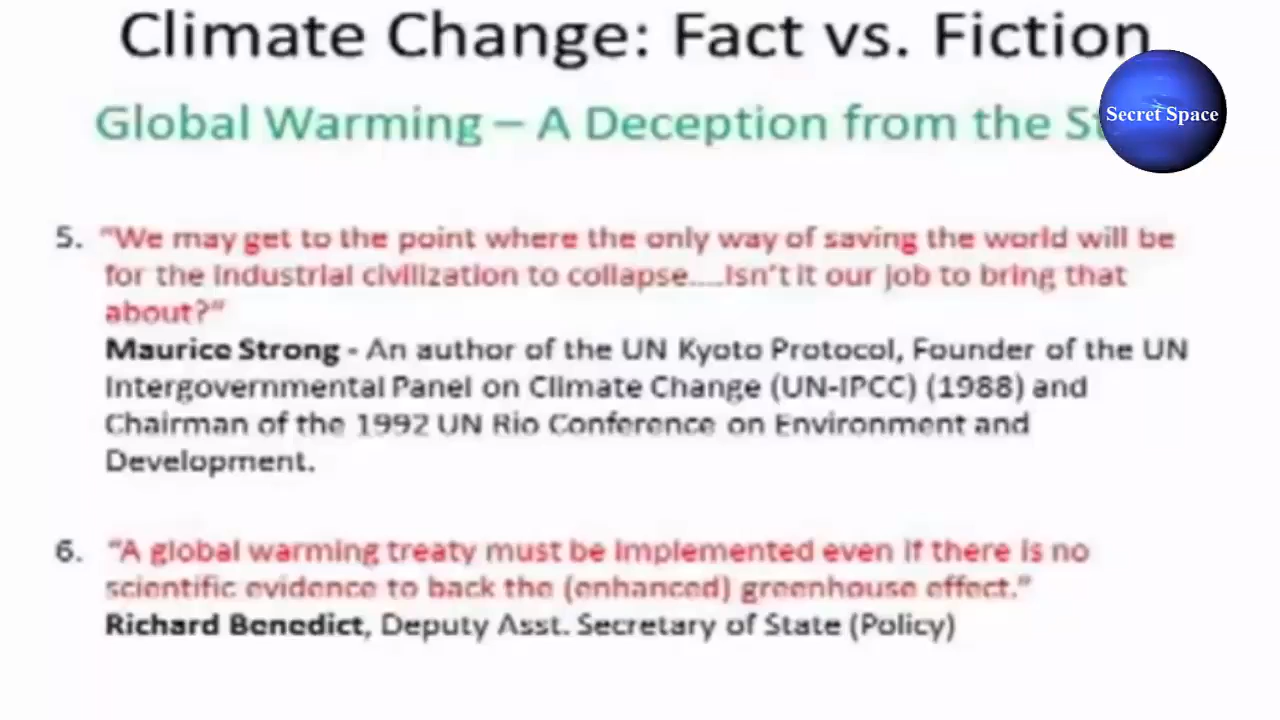 Climate Change: Fact vs. Fiction
Global Warming – A Deception from the
Secret Space
5. "We may get to the point where the only way of saving the world will be
for the industrial civilization to collapse....Isn't it our job to bring that
about?"
Maurice Strong - An author of the UN Kyoto Protocol, Founder of the UN
Intergovernmental Panel on Climate Change (UN-IPCC) (1988) and
Chairman of the 1992 UN Rio Conference on Environment and
Development.
6. "A global warming treaty must be implemented even if there is no
scientific evidence to back the (enhanced) greenhouse effect."
Richard Benedict, Deputy Asst. Secretary of State (Policy)